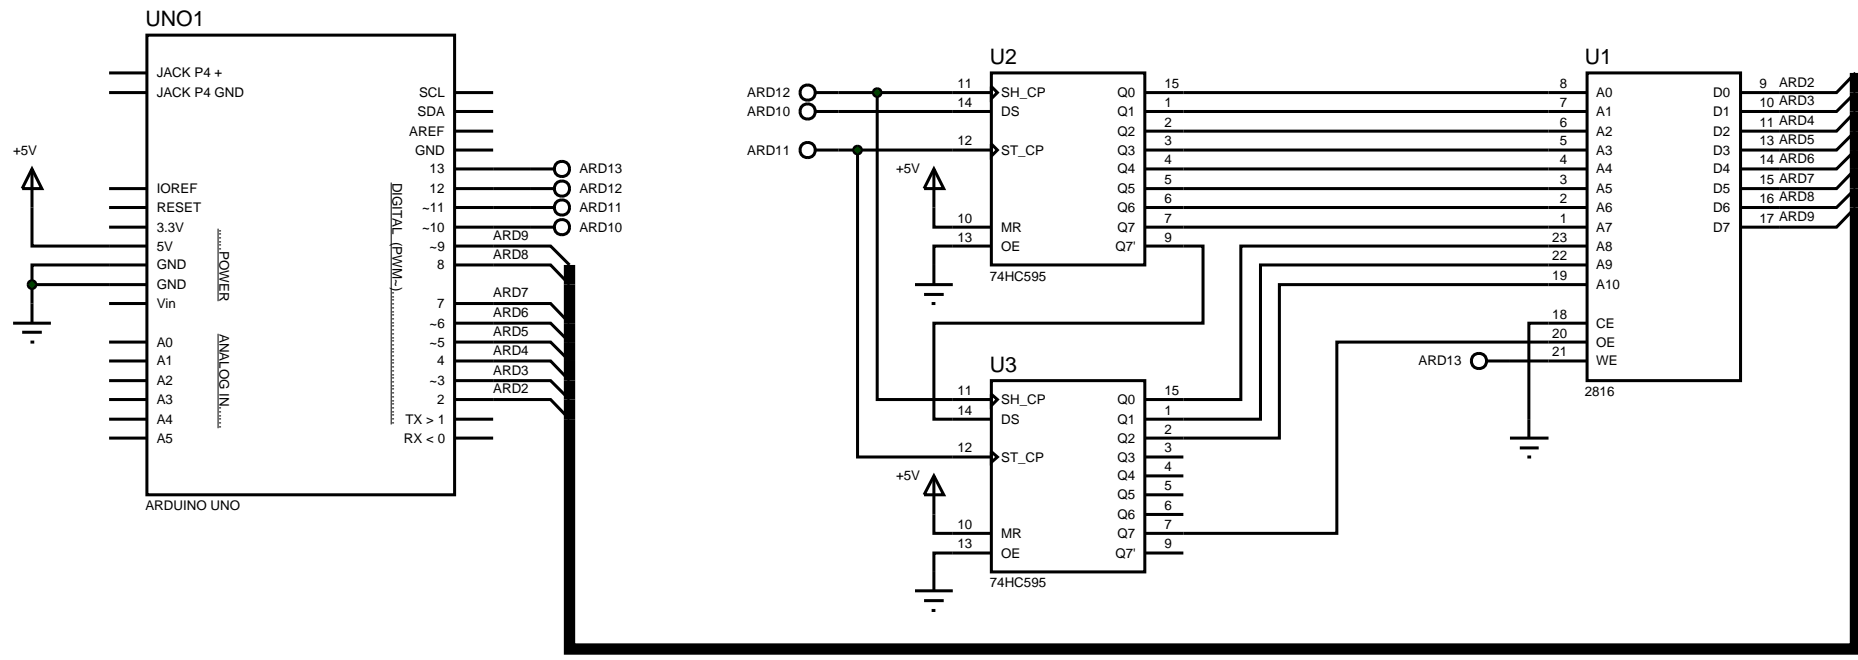 UNO1
JACK P4 +
JACK P4 GND
SCL
SDA
AREF
GND
+5V
13 ARD13
IOREF
12 ARD12
RESET
~11 ARD11
3.3V
~10 ARD10
5V
~9 ARD9
GND
8 ARD8
GND
Vin
7 ARD7
~6 ARD6
A0
~5 ARD5
A1
4 ARD4
A2
~3 ARD3
A3
2 ARD2
A4
TX > 1
A5
RX < 0
POWER
ANALOG IN
DIGITAL (PWM~)
ARDUINO UNO
U2
ARD12 11 SH_CP Q0 15
ARD10 14 DS Q1 1
Q2 2
ARD11 12 ST_CP Q3 3
+5V Q4 4
Q5 5
Q6 6
10 MR Q7 7
13 OE Q7' 9
74HC595
U3
11 SH_CP Q0 15
14 DS Q1 1
Q2 2
12 ST_CP Q3 3
+5V Q4 4
Q5 5
Q6 6
10 MR Q7 7
13 OE Q7' 9
74HC595
U1
8 A0 D0 9 ARD2
7 A1 D1 10 ARD3
6 A2 D2 11 ARD4
5 A3 D3 13 ARD5
4 A4 D4 14 ARD6
3 A5 D5 15 ARD7
2 A6 D6 16 ARD8
1 A7 D7 17 ARD9
23 A8
22 A9
19 A10
18 CE
20 OE
ARD13 21 WE
2816